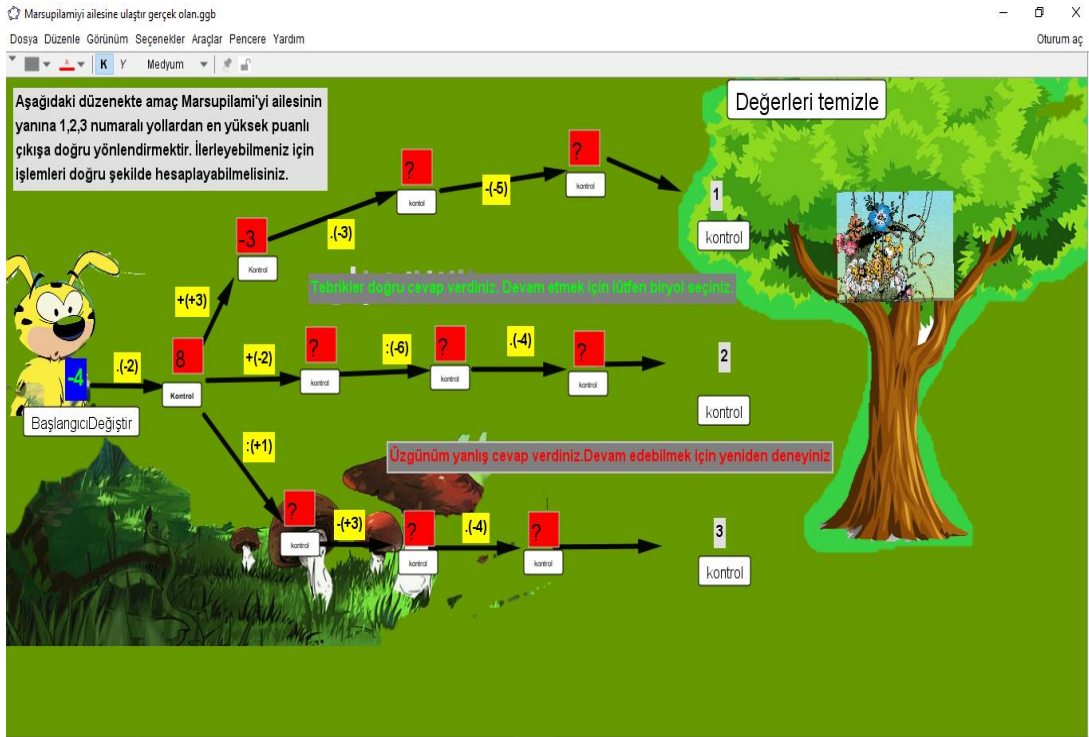 Marsupilamiyi ailesine ulaştır gerçek olan.ggb
Dosya Düzenle Görünüm Seçenekler Araçlar Pencere Yardım
Oturum aç
A K Y Medyum
Aşağıdaki düzenekte amaç Marsupilami'yi ailesinin
yanına 1,2,3 numaralı yollardan en yüksek puanlı
çıkışa doğru yönlendirmektir. İlerleyebilmeniz için
işlemleri doğru şekilde hesaplayabilmelisiniz.
Değerleri temizle
?
kontrol
-(-5)
?
kontol
1
kontrol
.(-3)
-3
Kontrol
Tebrikler doğru cevap verdiniz. Devam etmek için lütfen biryol seçiniz.
+(+3)
8
Kontrol
+(-2)
?
kontrol
:(-6)
?
kontrol
.(-4)
?
kontrol
2
kontrol
-4
.(-2)
BaşlangıcıDeğiştir
:(+1)
Üzgünüm yanlış cevap verdiniz.Devam edebilmek için yeniden deneyiniz
?
kontrol
-(+3)
?
kontrol
.(-4)
?
kontrol
3
kontrol